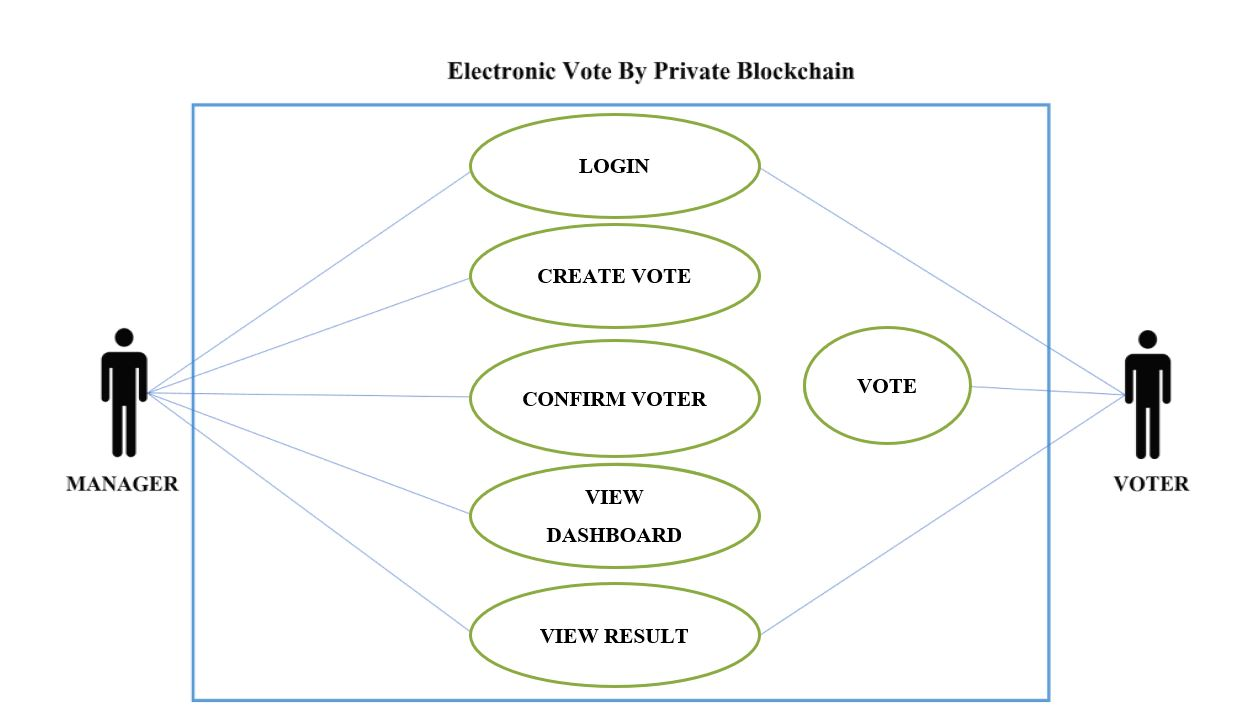 Electronic Vote By Private Blockchain
LOGIN
CREATE VOTE
CONFIRM VOTER
VOTE
MANAGER
VOTER
VIEW
DASHBOARD
VIEW RESULT